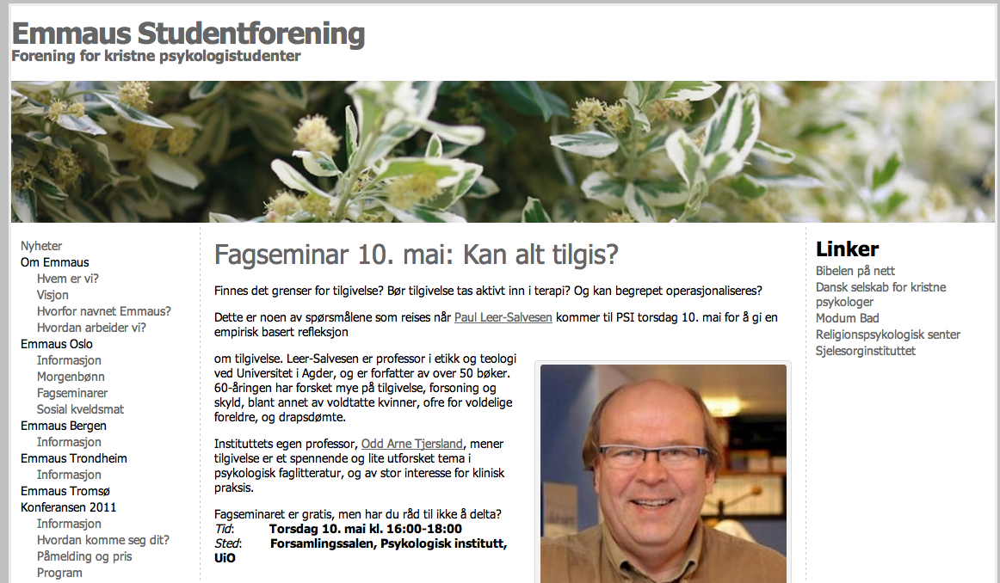 Emmaus Studentforening
Forening for kristne psykologistudenter
Nyheter
Om Emmaus
Hvem er vi?
Visjon
Hvorfor navnet Emmaus?
Hvordan arbeider vi?
Emmaus Oslo
Informasjon
Morgenbønn
Fagseminarer
Sosial kveldsmat
Emmaus Bergen
Informasjon
Emmaus Trondheim
Informasjon
Emmaus Tromsø
Konferansen 2011
Informasjon
Hvordan komme seg dit?
Påmelding og pris
Program
Fagseminar 10. mai: Kan alt tilgis?
Finnes det grenser for tilgivelse? Bør tilgivelse tas aktivt inn i terapi? Og kan begrepet operasjonaliseres?
Dette er noen av spørsmålene som reises når Paul Leer-Salvesen kommer til PSI torsdag 10. mai for å gi en
empirisk basert refleksjon
om tilgivelse. Leer-Salvesen er professor i etikk og teologi
ved Universitet i Agder, og er forfatter av over 50 bøker.
60-åringen har forsket mye på tilgivelse, forsoning og
skyld, blant annet av voldtatte kvinner, ofre for voldelige
foreldre, og drapsdømte.
Instituttets egen professor, Odd Arne Tjersland, mener
tilgivelse er et spennende og lite utforsket tema i
psykologisk faglitteratur, og av stor interesse for klinisk
praksis.
Fagseminaret er gratis, men har du råd til ikke å delta?
Tid: Torsdag 10. mai kl. 16:00-18:00
Sted: Forsamlingssalen, Psykologisk institutt,
UiO
Linker
Bibelen på nett
Dansk selskab for kristne
psykologer
Modum Bad
Religionspsykologisk senter
Sjelesorginstituttet